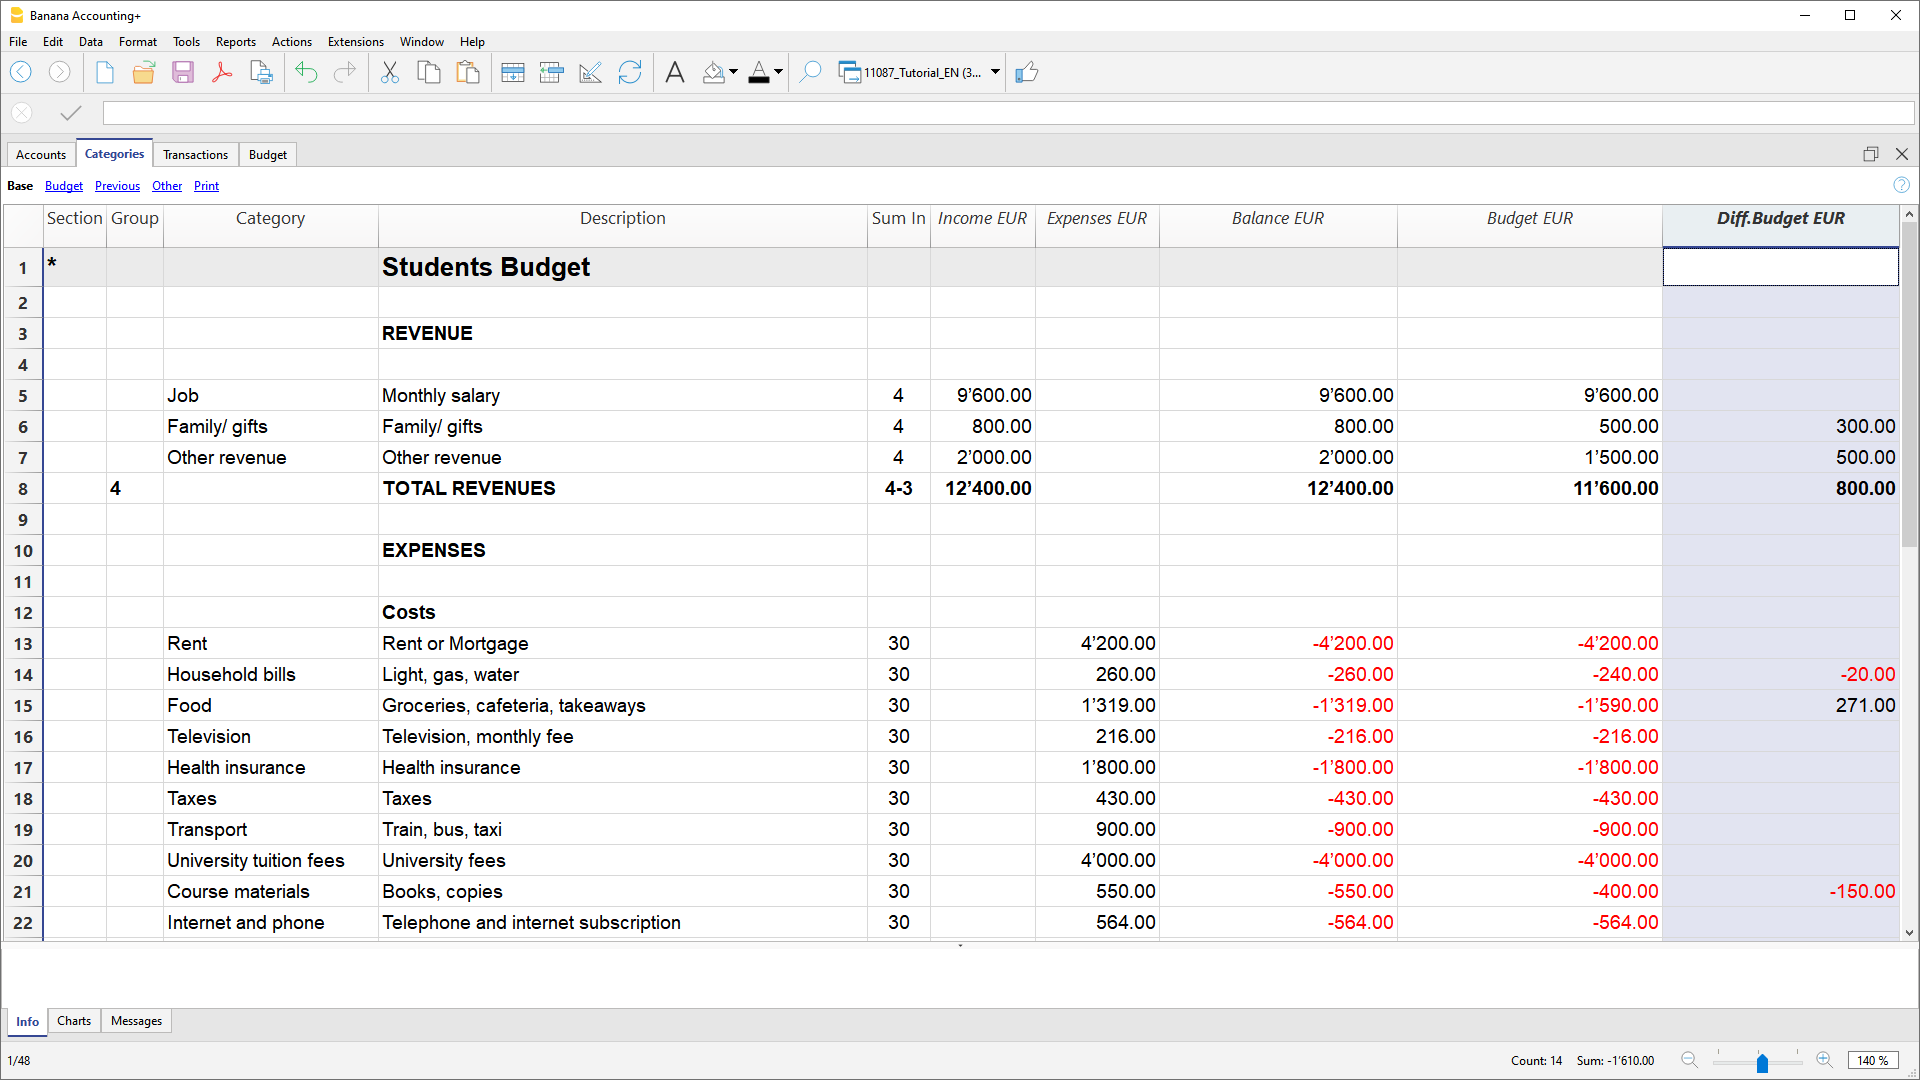 Banana Accounting+
File Edit Data Format Tools Reports Actions Extensions Window Help
11087_Tutorial_EN (3...
Accounts Categories Transactions Budget
Base Budget Previous Other Print
Section Group Category Description Sum In Income EUR Expenses EUR Balance EUR Budget EUR Diff.Budget EUR
1 * Students Budget
2
3 REVENUE
4
5 Job Monthly salary 4 9’600.00 9’600.00 9’600.00
6 Family/ gifts Family/ gifts 4 800.00 800.00 500.00 300.00
7 Other revenue Other revenue 4 2’000.00 2’000.00 1’500.00 500.00
8 4 TOTAL REVENUES 4-3 12’400.00 12’400.00 11’600.00 800.00
9
10 EXPENSES
11
12 Costs
13 Rent Rent or Mortgage 30 4’200.00 -4’200.00 -4’200.00
14 Household bills Light, gas, water 30 260.00 -260.00 -240.00 -20.00
15 Food Groceries, cafeteria, takeaways 30 1’319.00 -1’319.00 -1’590.00 271.00
16 Television Television, monthly fee 30 216.00 -216.00 -216.00
17 Health insurance Health insurance 30 1’800.00 -1’800.00 -1’800.00
18 Taxes Taxes 30 430.00 -430.00 -430.00
19 Transport Train, bus, taxi 30 900.00 -900.00 -900.00
20 University tuition fees University fees 30 4’000.00 -4’000.00 -4’000.00
21 Course materials Books, copies 30 550.00 -550.00 -400.00 -150.00
22 Internet and phone Telephone and internet subscription 30 564.00 -564.00 -564.00
Info Charts Messages
1/48 Count: 14 Sum: -1’610.00 140 %